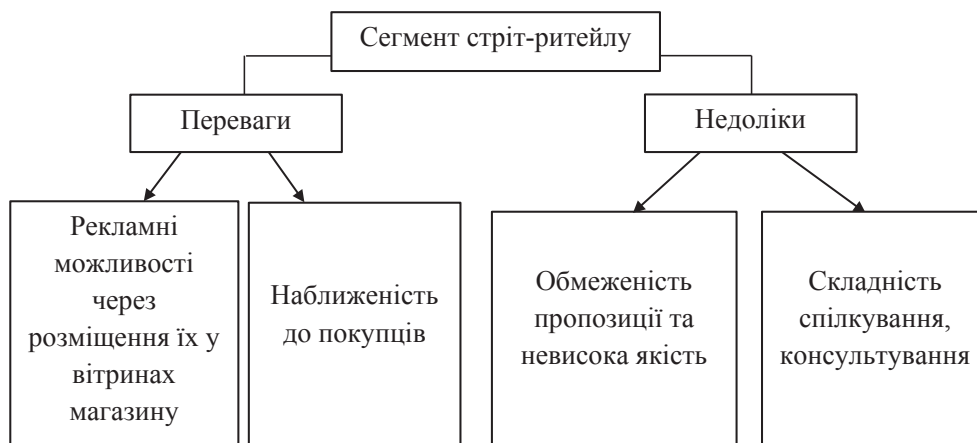 Сегмент стріт-ритейлу
Переваги
Недоліки
Рекламні
можливості
через
розміщення їх у
вітринах
магазину
Наближеність
до покупців
Обмеженість
пропозиції та
невисока якість
Складність
спілкування,
консультування